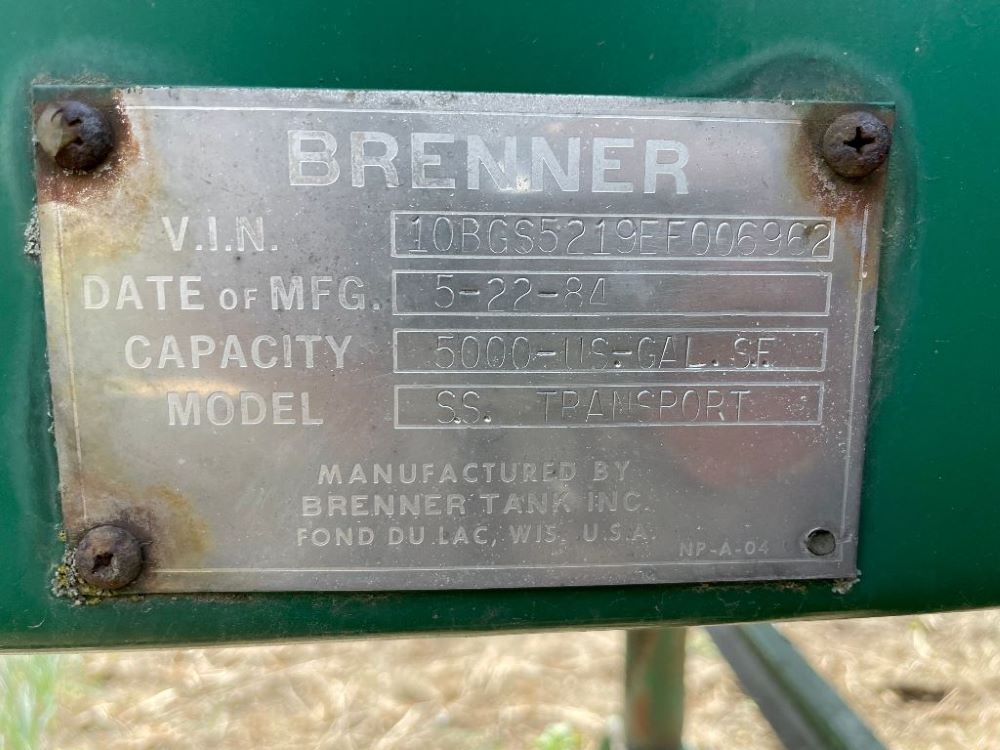 BRENNER
V.I.N. 10BGS5219EF006962
DATE OF MFG. 5-22-84
CAPACITY 5000-US-GAL. SF
MODEL S.S. TRANSPORT
MANUFACTURED BY
BRENNER TANK INC.
FOND DU LAC, WIS. U.S.A.
NP-A-04